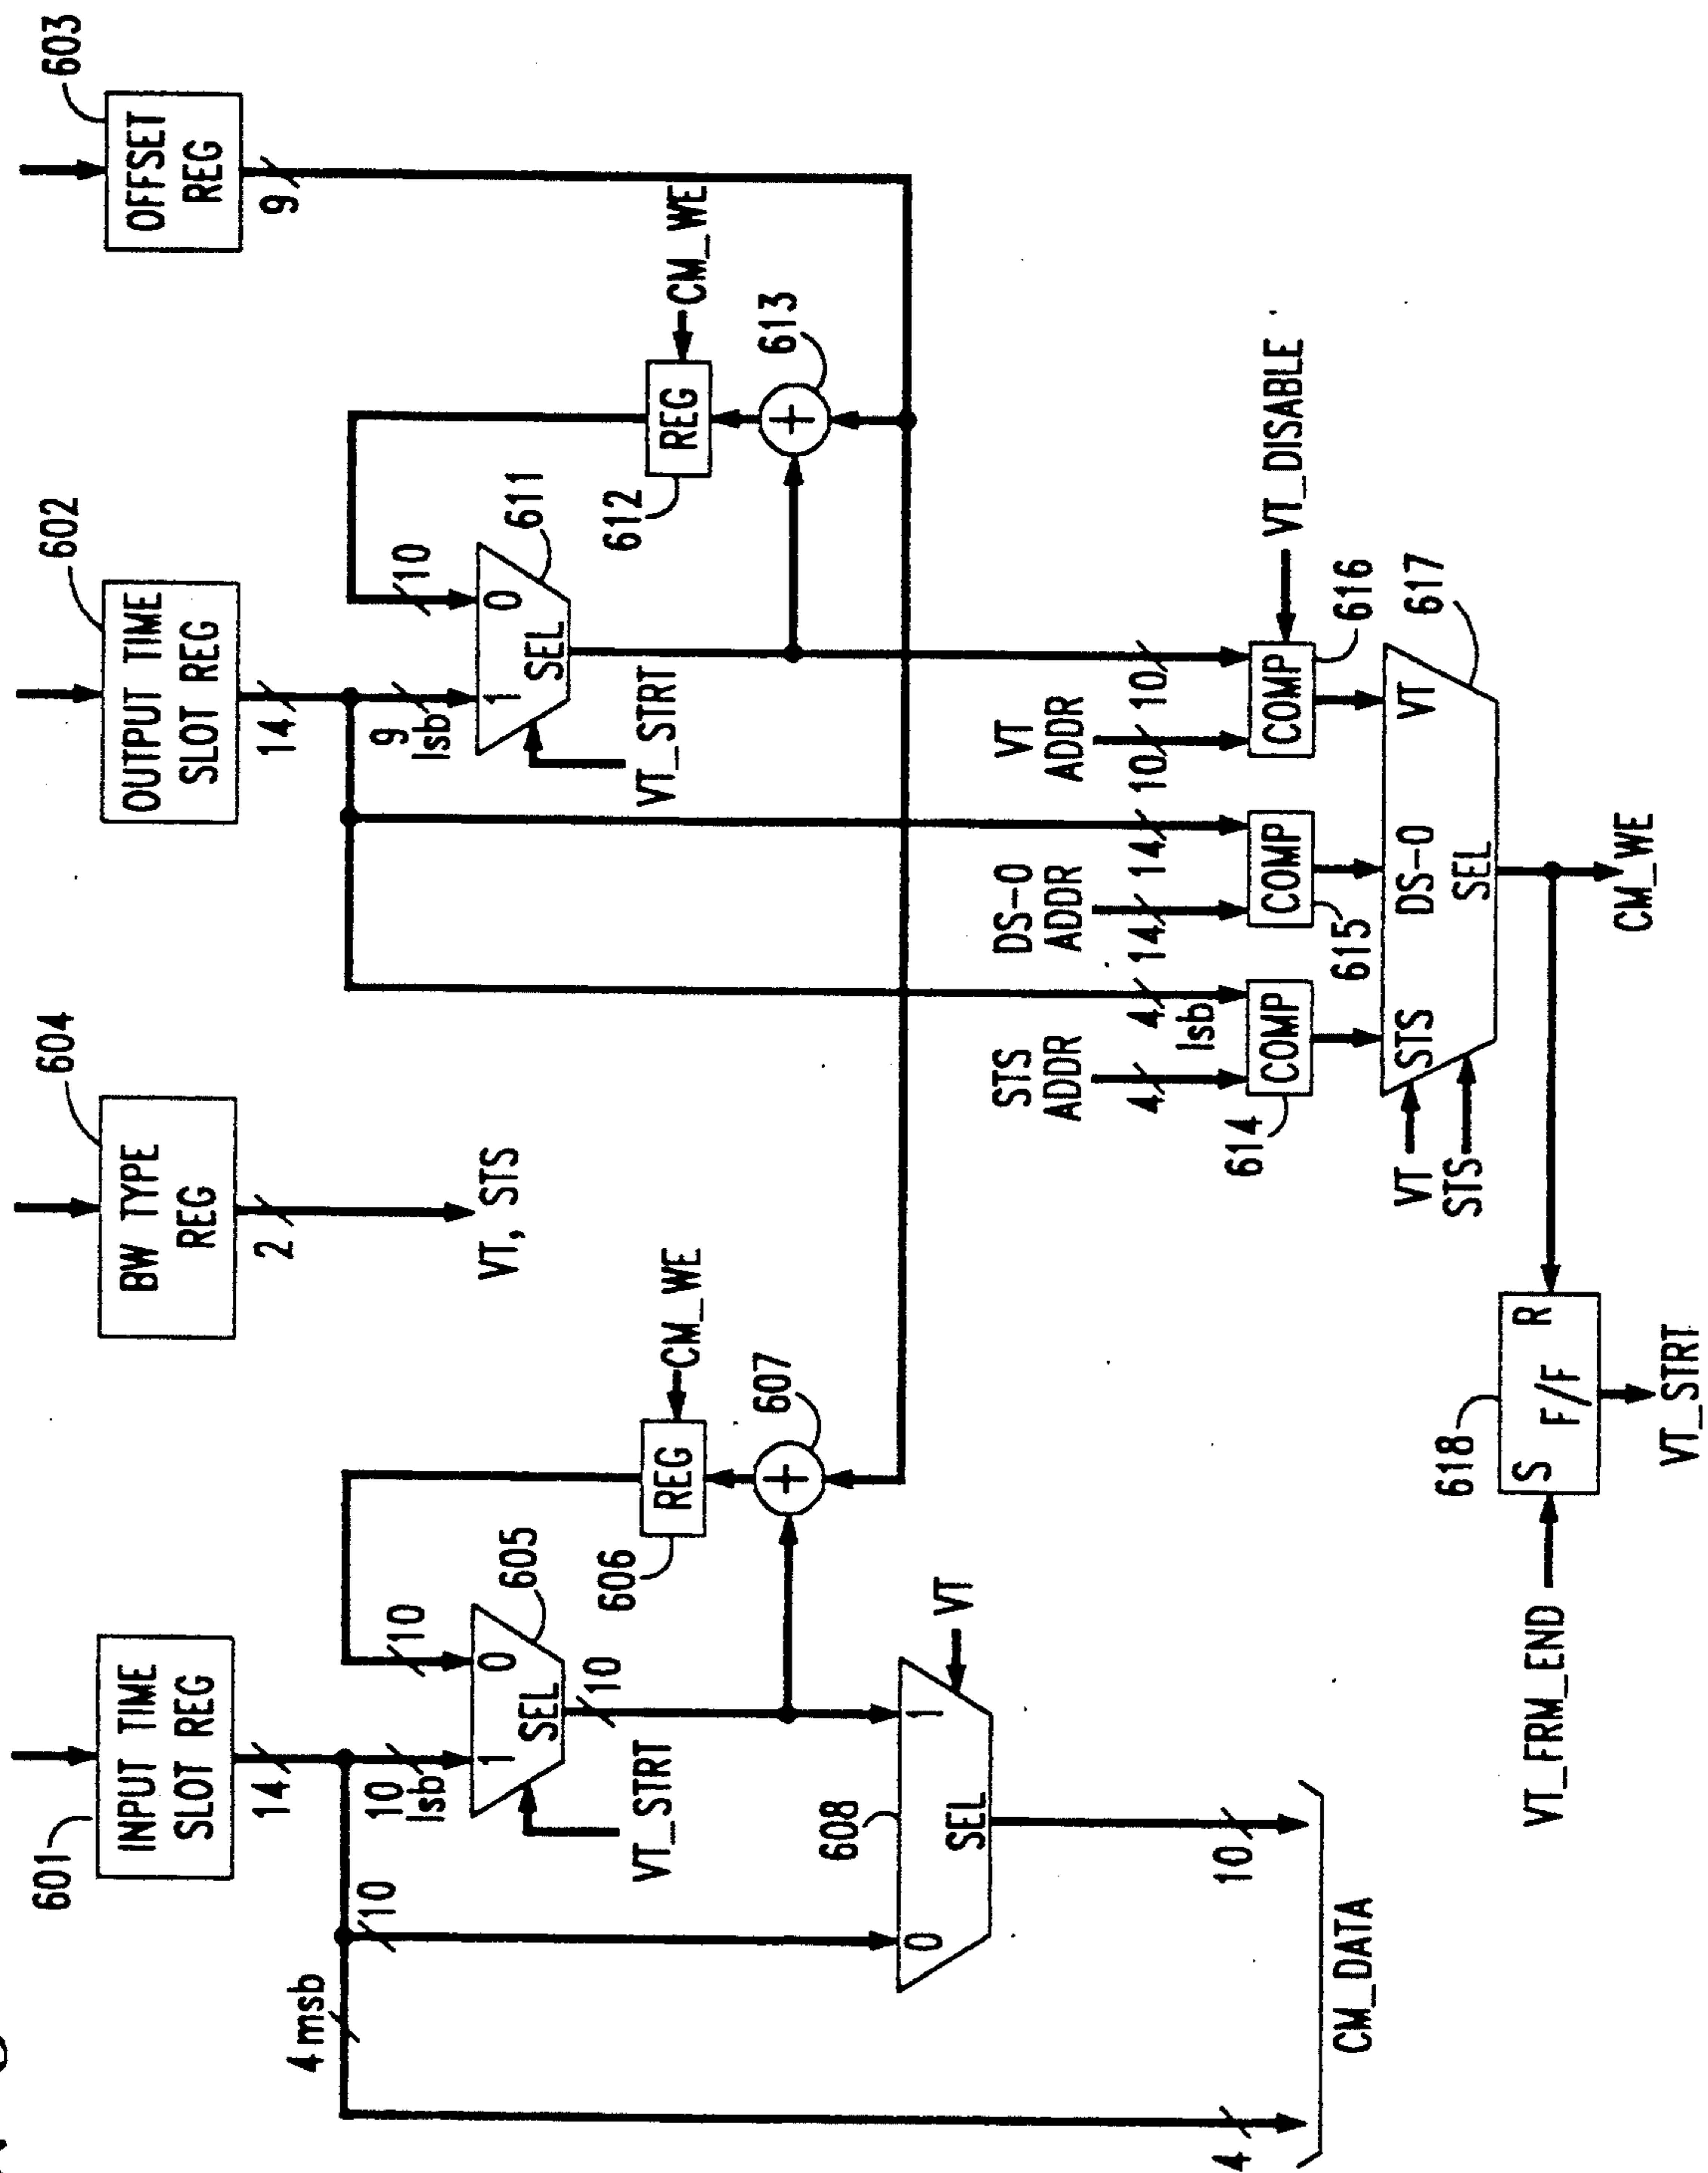 601
INPUT TIME
SLOT REG
604
BW TYPE
REG
602
OUTPUT TIME
SLOT REG
603
OFFSET
REG
14
2
14
9
4 msb
10
10
lsb
10
VT, STS
9
lsb
10
1
0
SEL
605
VT_STRT
10
606
REG
CM_WE
607
1
0
SEL
611
VT_STRT
612
REG
CM_WE
613
608
0
1
SEL
VT
10
4
CM_DATA
STS
ADDR
DS-0
ADDR
VT
ADDR
4
4
lsb
14
14
10
10
614
COMP
COMP
615
COMP
616
VT_DISABLE
STS
DS-0
VT
SEL
617
VT
STS
CM_WE
618
S
R
F/F
VT_FRM_END
VT_STRT